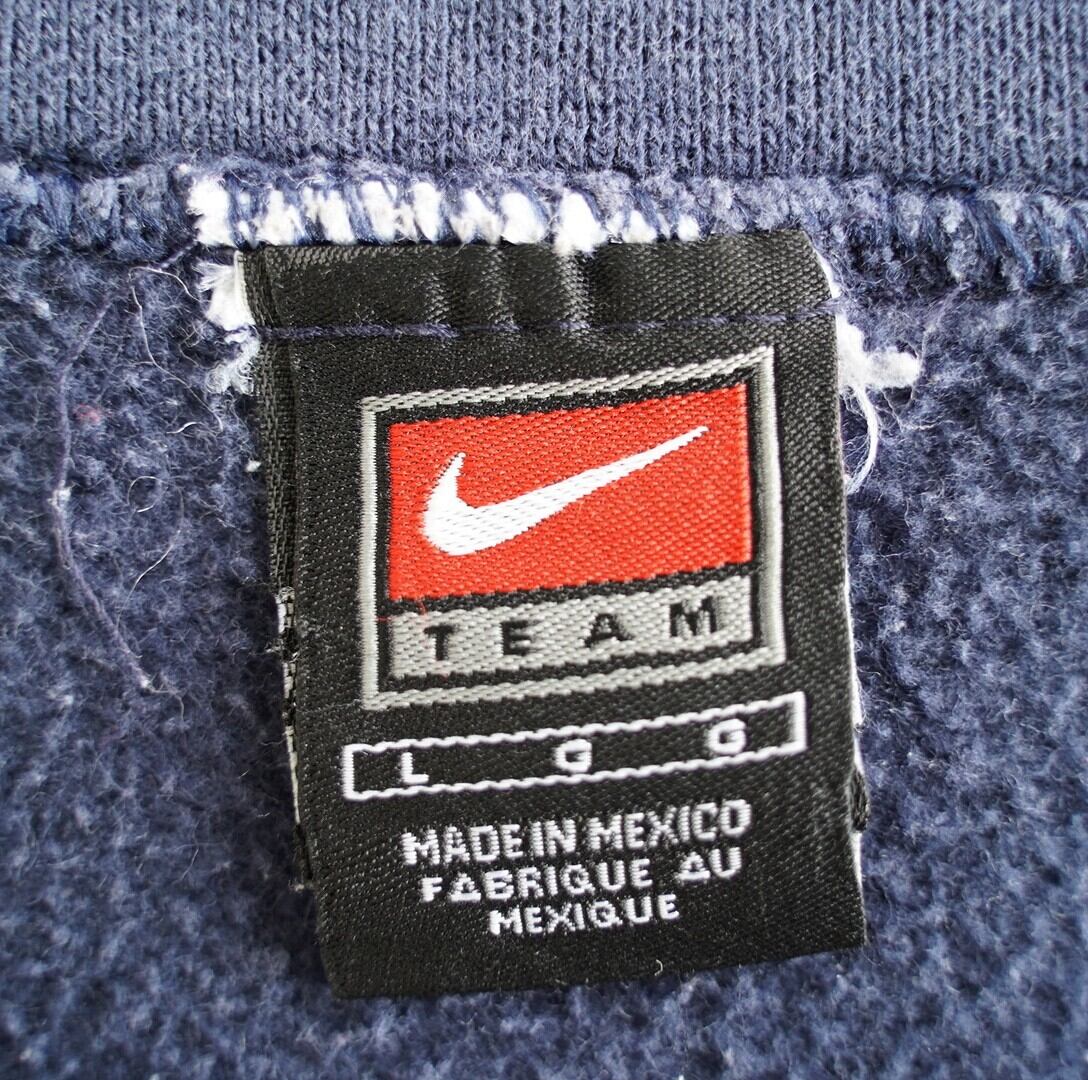 TEAM
L G G
MADE IN MEXICO
FABRIQUE AU
MEXIQUE